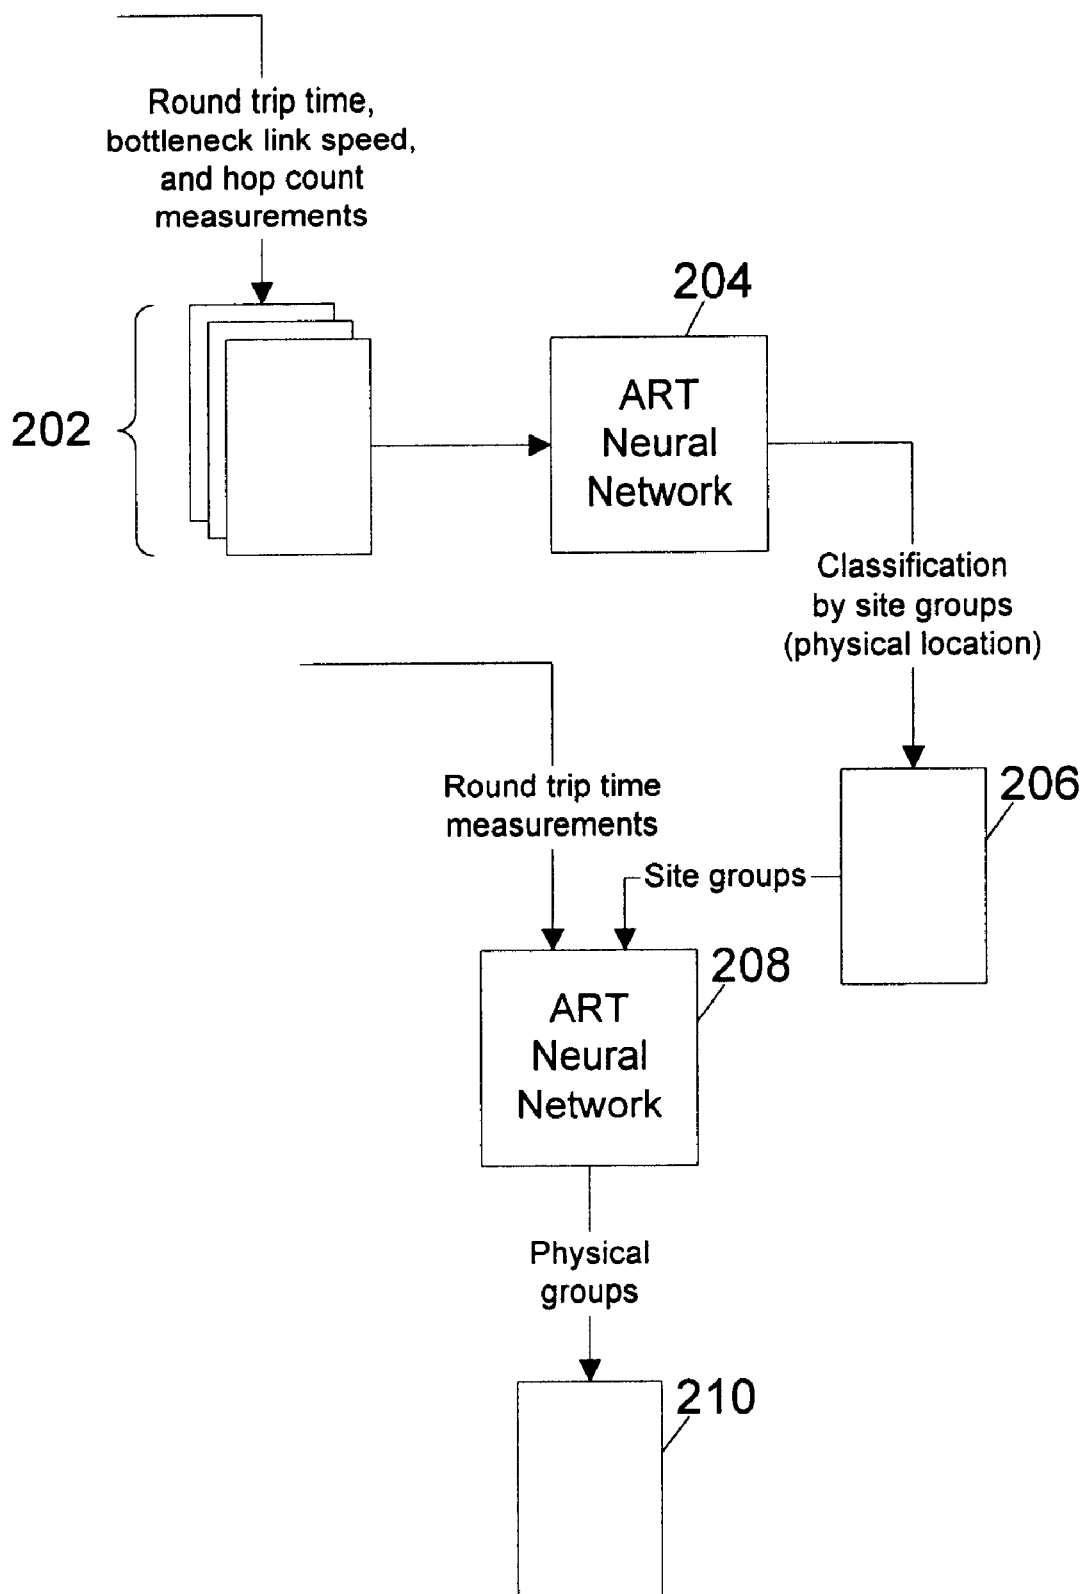 Round trip time,
bottleneck link speed,
and hop count
measurements
204
202
ART
Neural
Network
Classification
by site groups
(physical location)
Round trip time
measurements
206
Site groups
208
ART
Neural
Network
Physical
groups
210